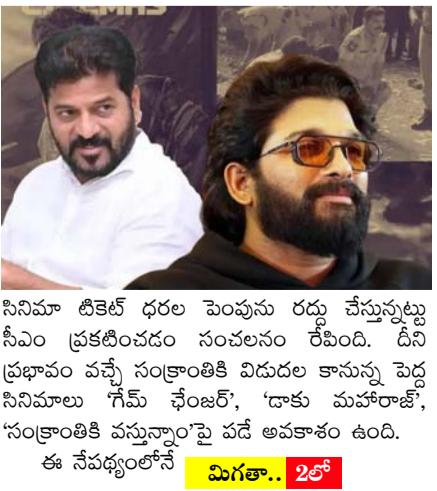 సినిమా టికెట్ ధరల పెంపును రద్దు చేస్తున్నట్టు
సీఎం ప్రకటించడం సంచలనం రేపింది. దీని
ప్రభావం వచ్చే సంక్రాంతికి విడుదల కానున్న పెద్ద
సినిమాలు ‘గేమ్ ఛేంజర్’, ‘డాకు మహారాజ్’,
‘సంక్రాంతికి వస్తున్నాం’పై పడే అవకాశం ఉంది.
ఈ నేపథ్యంలోనే మిగతా.. 2లో